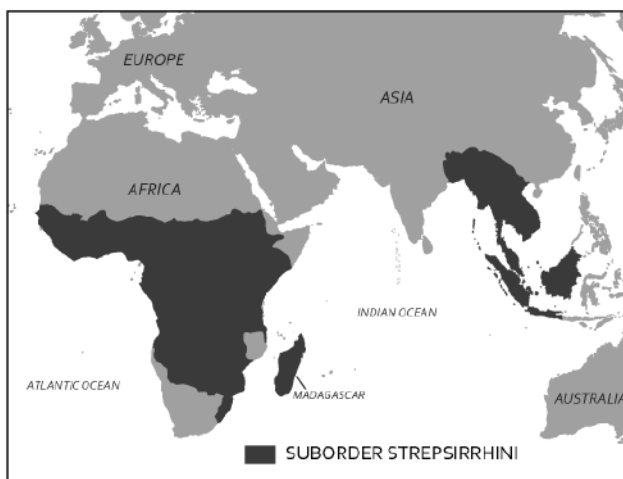 EUROPE
ASIA
AFRICA
INDIAN OCEAN
ATLANTIC OCEAN
MADAGASCAR
AUSTRALIA
SUBORDER STREPSIRRHINI